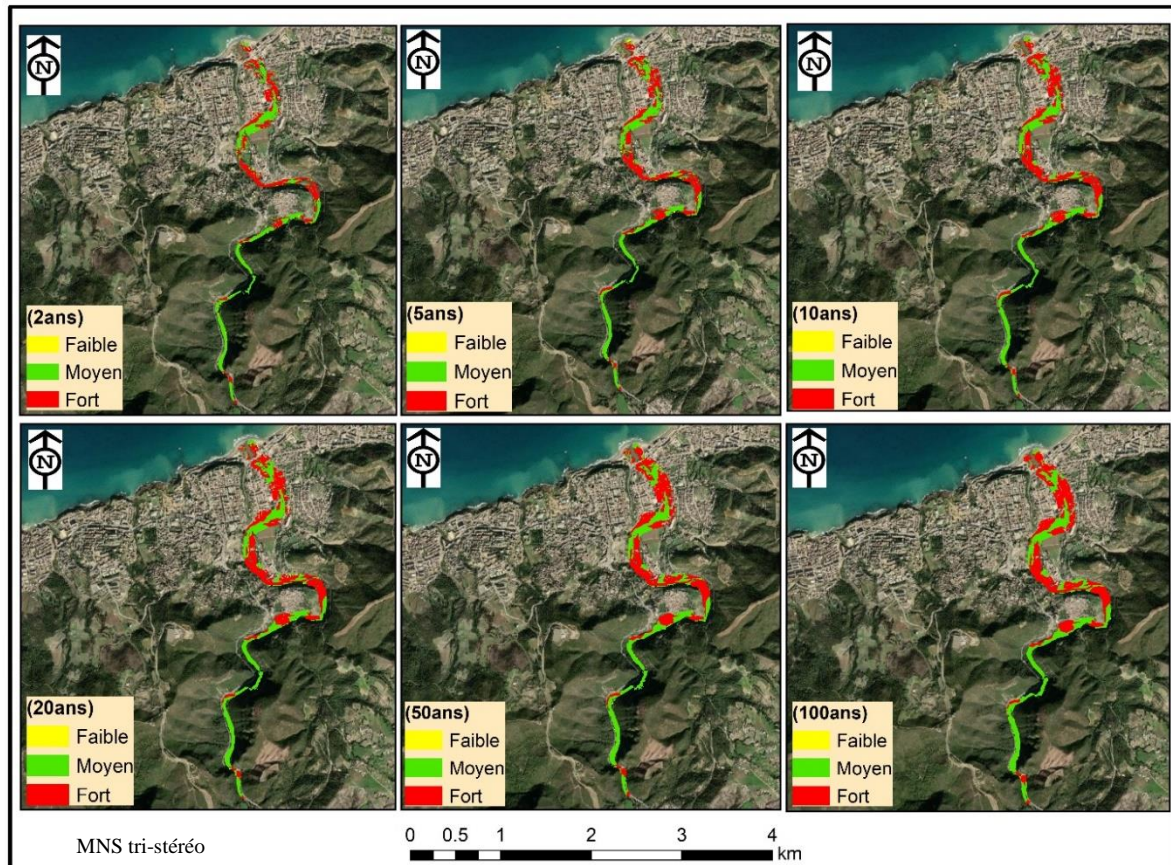 N
N
N
(2ans)
Faible
Moyen
Fort
(5ans)
Faible
Moyen
Fort
(10ans)
Faible
Moyen
Fort
N
N
N
(20ans)
Faible
Moyen
Fort
(50ans)
Faible
Moyen
Fort
(100ans)
Faible
Moyen
Fort
MNS tri-stéréo
0 0.5 1 2 3 4
km